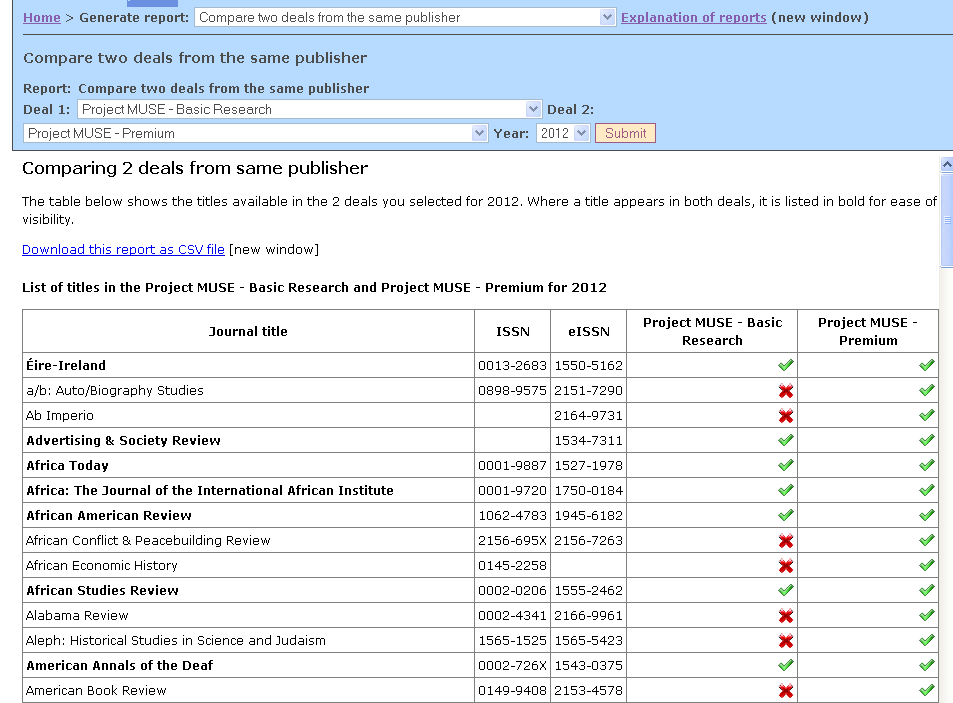 Home > Generate report: Compare two deals from the same publisher Explanation of reports (new window)
Compare two deals from the same publisher
Report: Compare two deals from the same publisher
Deal 1: Project MUSE - Basic Research Deal 2:
Project MUSE - Premium Year: 2012 Submit
Comparing 2 deals from same publisher
The table below shows the titles available in the 2 deals you selected for 2012. Where a title appears in both deals, it is listed in bold for ease of
visibility.
Download this report as CSV file [new window]
List of titles in the Project MUSE - Basic Research and Project MUSE - Premium for 2012
Journal title ISSN eISSN Project MUSE - Basic Research Project MUSE - Premium
Éire-Ireland 0013-2683 1550-5162
a/b: Auto/Biography Studies 0898-9575 2151-7290
Ab Imperio 2164-9731
Advertising & Society Review 1534-7311
Africa Today 0001-9887 1527-1978
Africa: The Journal of the International African Institute 0001-9720 1750-0184
African American Review 1062-4783 1945-6182
African Conflict & Peacebuilding Review 2156-695X 2156-7263
African Economic History 0145-2258
African Studies Review 0002-0206 1555-2462
Alabama Review 0002-4341 2166-9961
Aleph: Historical Studies in Science and Judaism 1565-1525 1565-5423
American Annals of the Deaf 0002-726X 1543-0375
American Book Review 0149-9408 2153-4578